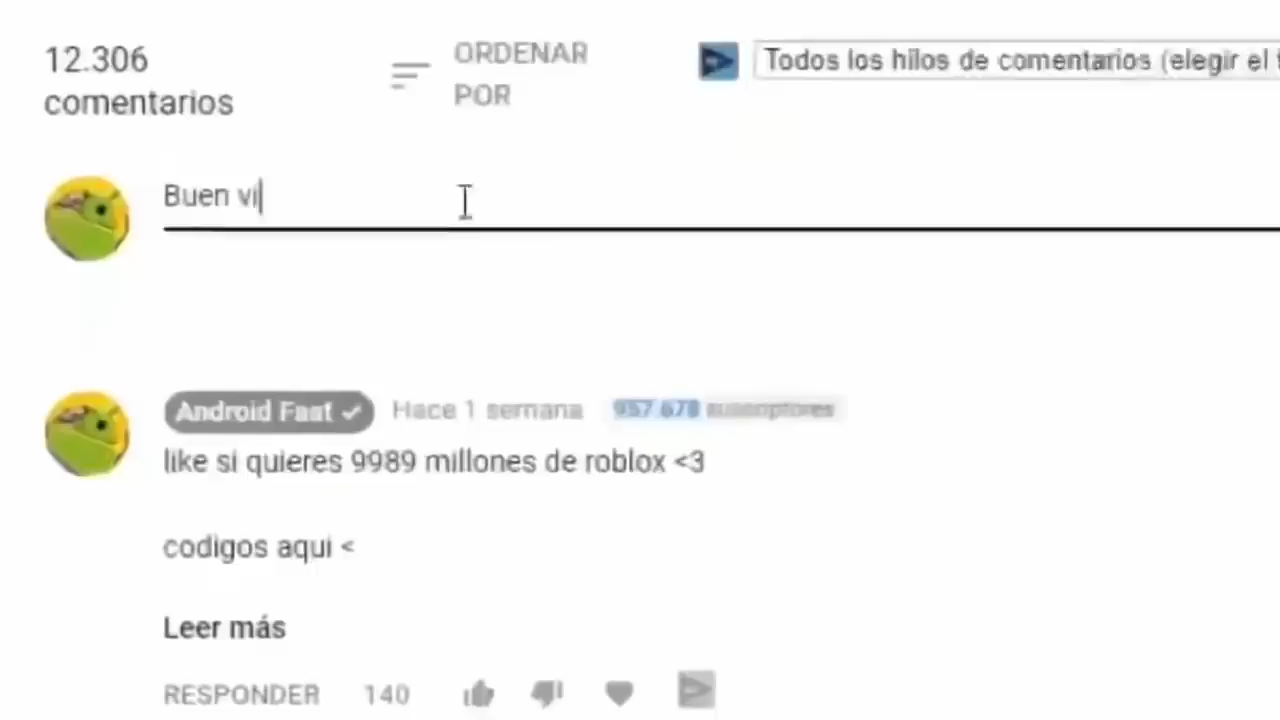 12.306
comentarios
ORDENAR
POR
Todos los hilos de comentarios (elegir el
Buen vi
Android Fast Hace 1 semana 957 678 suscriptores
like si quieres 9989 millones de roblox <3
codigos aqui <
Leer más
RESPONDER 140